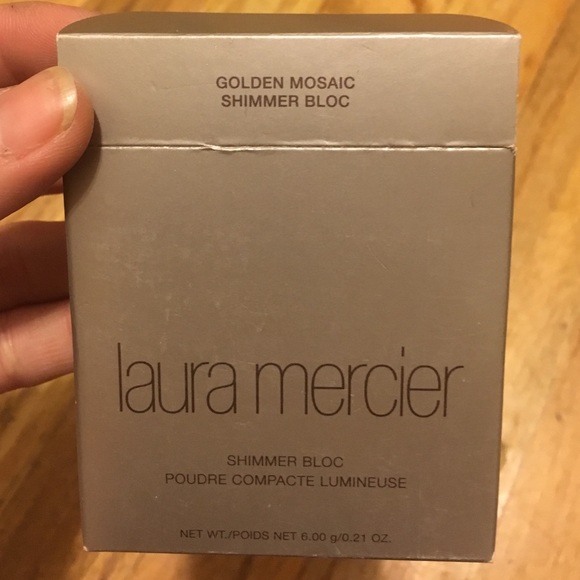 GOLDEN MOSAIC
SHIMMER BLOC
laura mercier
SHIMMER BLOC
POUDRE COMPACTE LUMINEUSE
NET WT./POIDS NET 6.00 g/0.21 OZ.